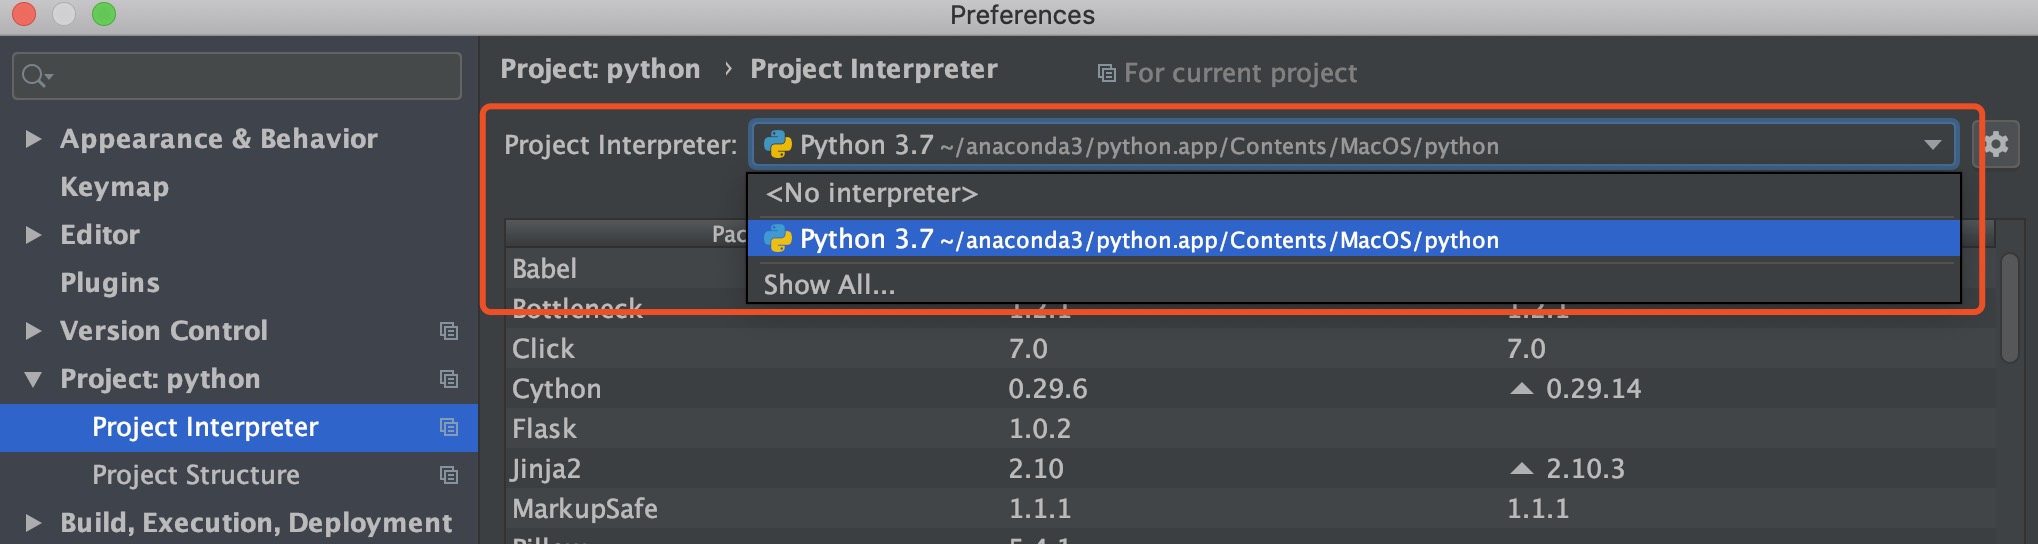 Preferences
Project: python › Project Interpreter For current project
Project Interpreter: Python 3.7 ~/anaconda3/python.app/Contents/MacOS/python
<No interpreter>
Python 3.7 ~/anaconda3/python.app/Contents/MacOS/python
Show All...
Appearance & Behavior
Keymap
Editor
Plugins
Version Control
Project: python
Project Interpreter
Project Structure
Build, Execution, Deployment
Pac
Babel
Bottleneck 1.2.1 1.2.1
Click 7.0 7.0
Cython 0.29.6 ▲ 0.29.14
Flask 1.0.2
Jinja2 2.10 ▲ 2.10.3
MarkupSafe 1.1.1 1.1.1
Pillow 5.4.1